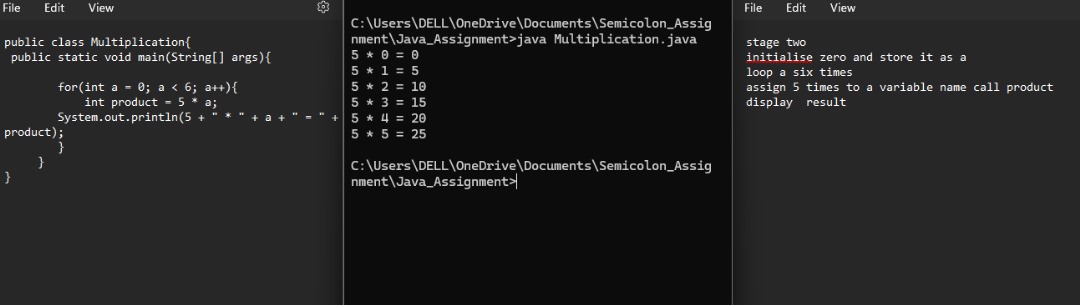 File Edit View
public class Multiplication{
public static void main(String[] args){
for(int a = 0; a < 6; a++){
int product = 5 * a;
System.out.println(5 + " * " + a + " = " +
product);
}
}
}
C:\Users\DELL\OneDrive\Documents\Semicolon_Assig
nment\Java_Assignment>java Multiplication.java
5 * 0 = 0
5 * 1 = 5
5 * 2 = 10
5 * 3 = 15
5 * 4 = 20
5 * 5 = 25
C:\Users\DELL\OneDrive\Documents\Semicolon_Assig
nment\Java_Assignment>
File Edit View
stage two
initialise zero and store it as a
loop a six times
assign 5 times to a variable name call product
display result